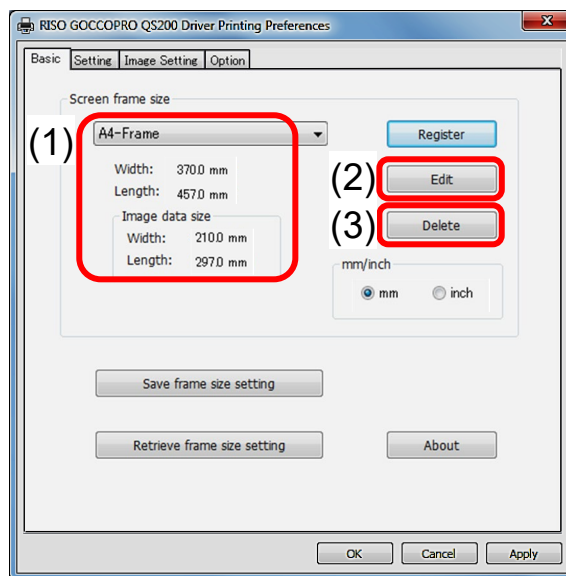 RISO GOCCOPRO QS200 Driver Printing Preferences
X
Basic Setting Image Setting Option
Screen frame size
(1)
A4-Frame
Register
Width: 370.0 mm
(2)
Edit
Length: 457.0 mm
Image data size
(3)
Delete
Width: 210.0 mm
Length: 297.0 mm
mm/inch
mm inch
Save frame size setting
Retrieve frame size setting
About
OK Cancel Apply